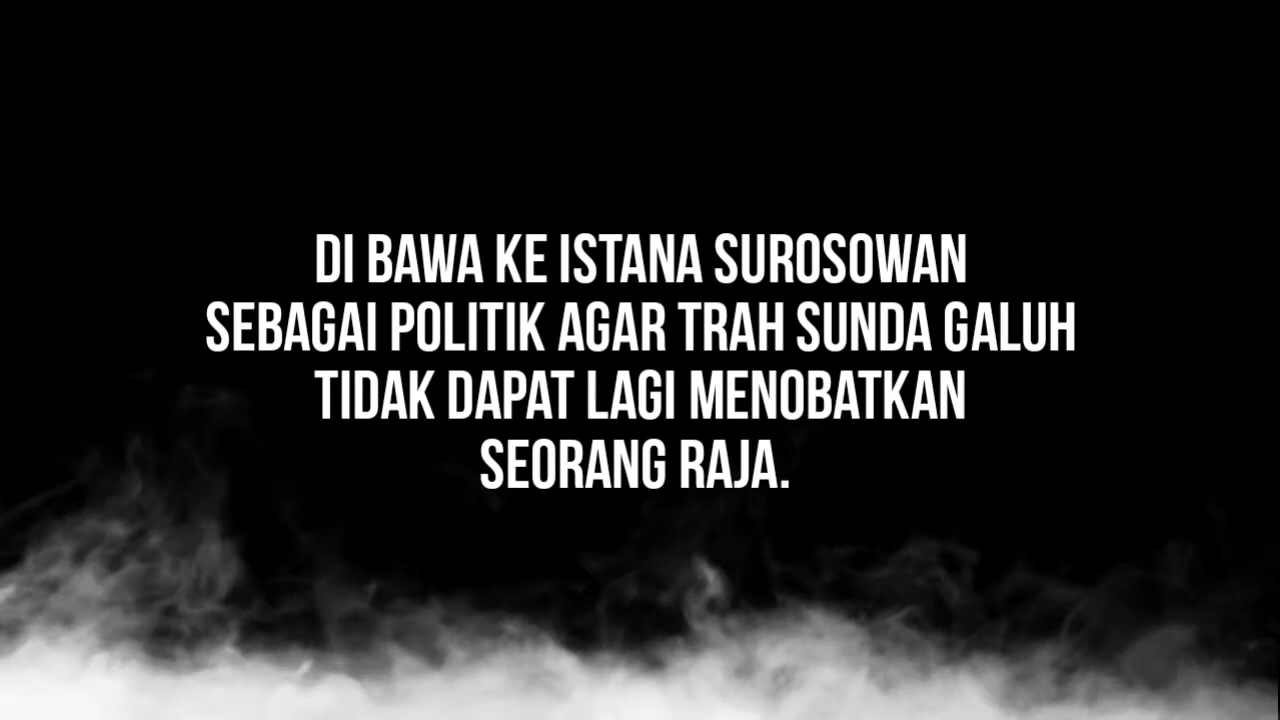 DI BAWA KE ISTANA SUROSOWAN
SEBAGAI POLITIK AGAR TRAH SUNDA GALUH
TIDAK DAPAT LAGI MENOBATKAN
SEORANG RAJA.